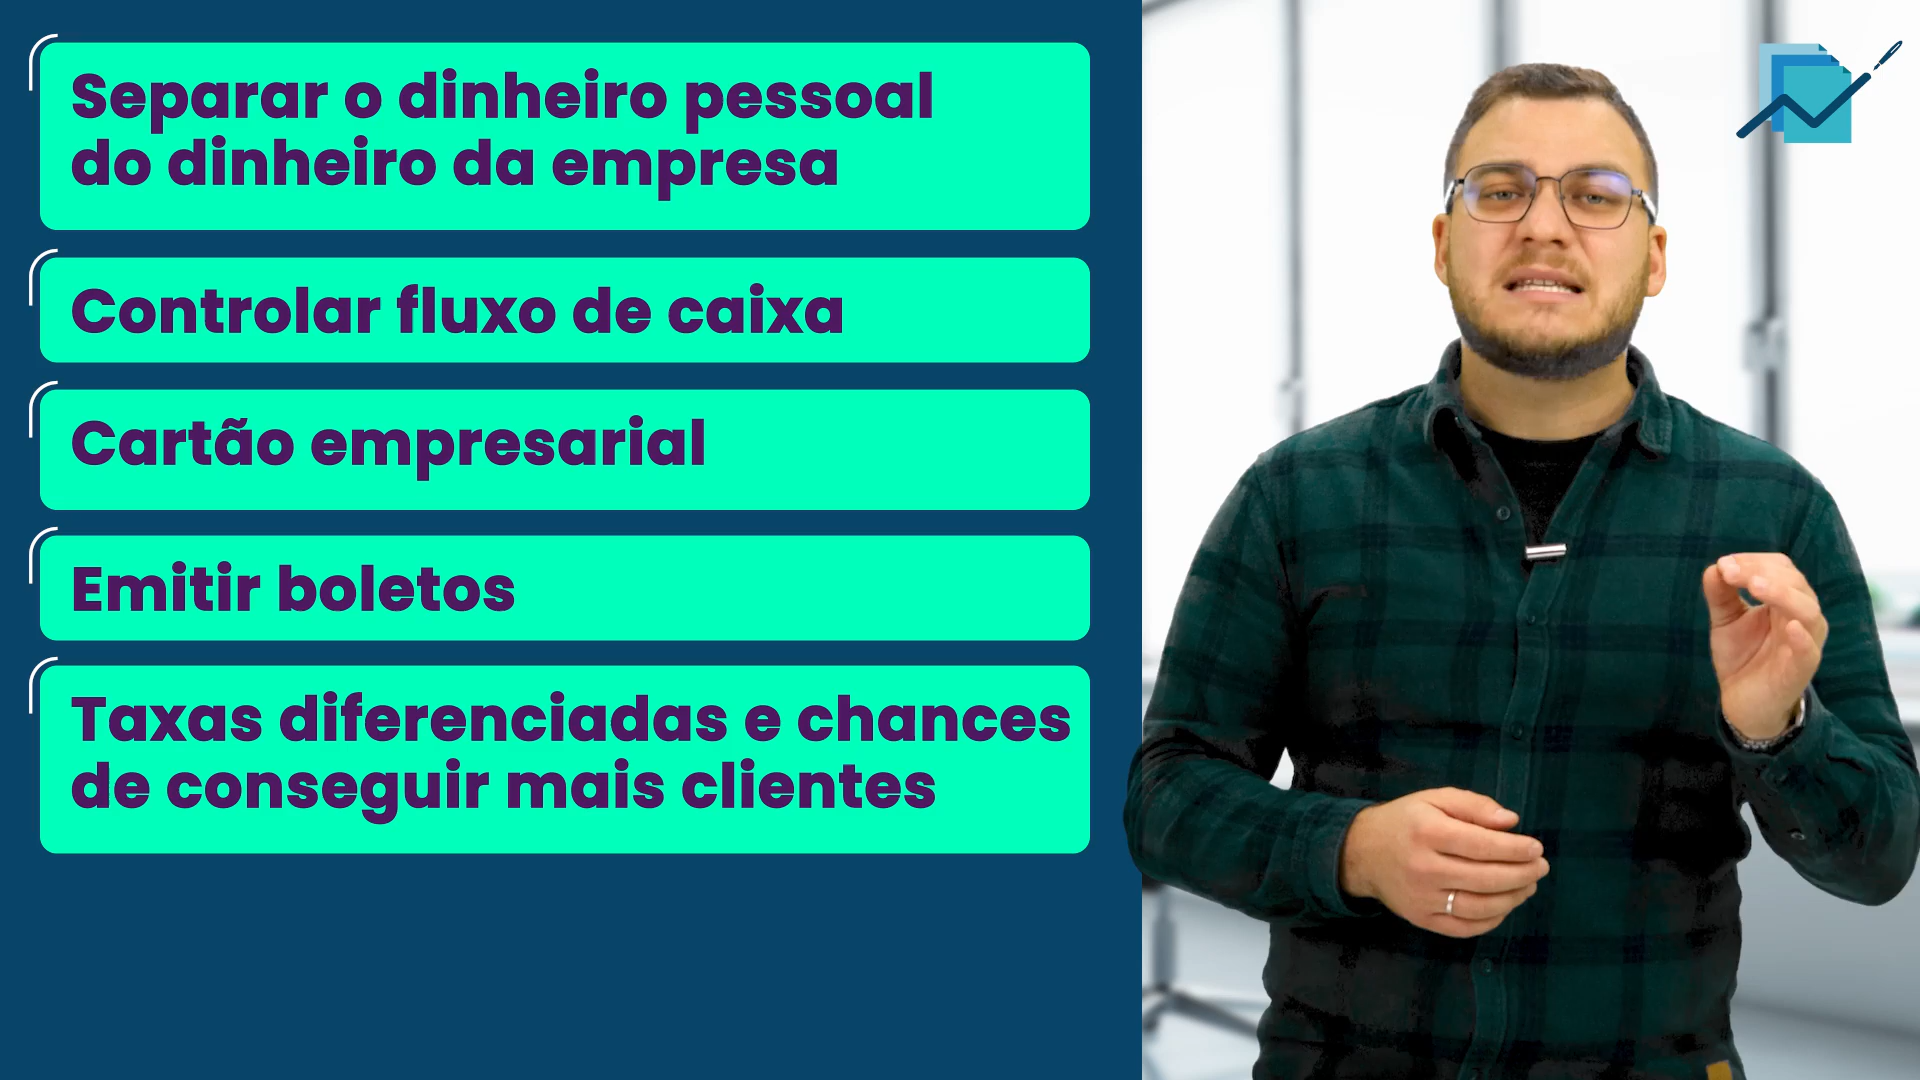 Separar o dinheiro pessoal
do dinheiro da empresa
Controlar fluxo de caixa
Cartão empresarial
Emitir boletos
Taxas diferenciadas e chances
de conseguir mais clientes